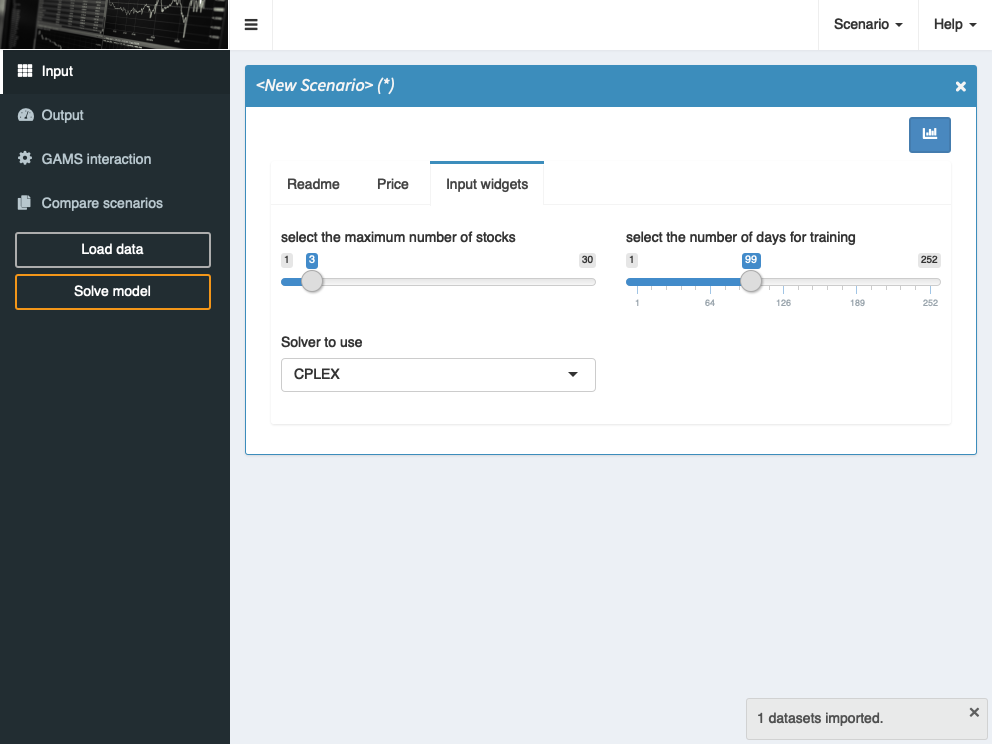 Scenario
Help
Input
Output
GAMS interaction
Compare scenarios
Load data
Solve model
<New Scenario> (*)
Readme
Price
Input widgets
select the maximum number of stocks
1
3
30
select the number of days for training
1
99
252
1
64
126
189
252
Solver to use
CPLEX
1 datasets imported.